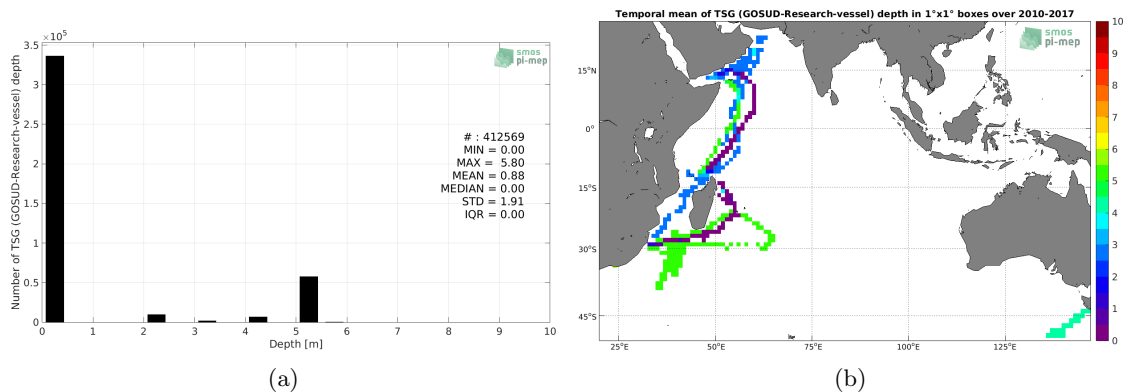 ×10⁵
3.5
3
2.5
2
1.5
1
0.5
0
Number of TSG (GOSUD-Research-vessel) depth
smos
pi-mep
# : 412569
MIN = 0.00
MAX = 5.80
MEAN = 0.88
MEDIAN = 0.00
STD = 1.91
IQR = 0.00
0 1 2 3 4 5 6 7 8 9 10
Depth [m]
(a)
Temporal mean of TSG (GOSUD-Research-vessel) depth in 1°x1° boxes over 2010-2017
smos
pi-mep
15°N
0°
15°S
30°S
45°S
25°E 50°E 75°E 100°E 125°E
10
9
8
7
6
5
4
3
2
1
0
(b)